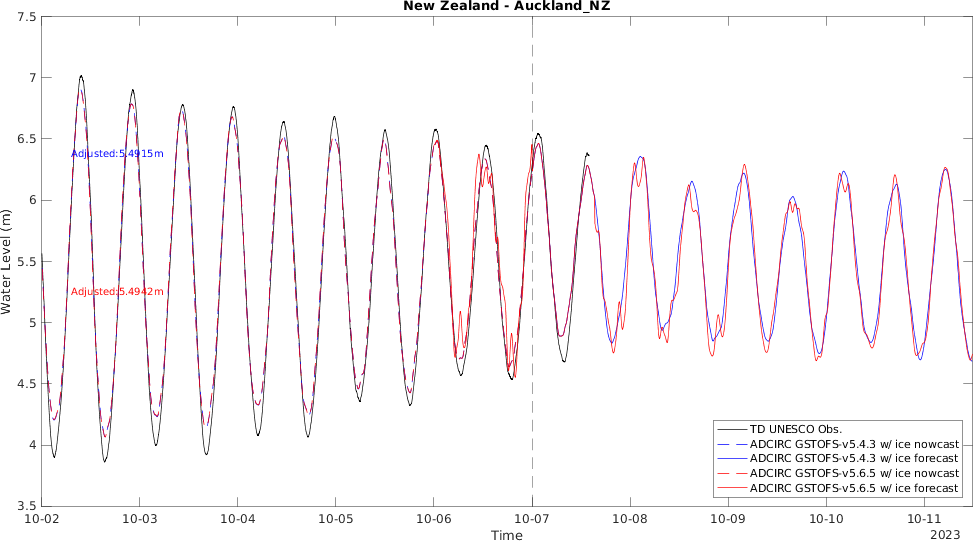 New Zealand - Auckland_NZ
7.5
7
6.5
6
5.5
5
4.5
4
3.5
Water Level (m)
Adjusted:5.4915m
Adjusted:5.4942m
TD UNESCO Obs.
ADCIRC GSTOFS-v5.4.3 w/ ice nowcast
ADCIRC GSTOFS-v5.4.3 w/ ice forecast
ADCIRC GSTOFS-v5.6.5 w/ ice nowcast
ADCIRC GSTOFS-v5.6.5 w/ ice forecast
10-02 10-03 10-04 10-05 10-06 10-07 10-08 10-09 10-10 10-11
Time
2023